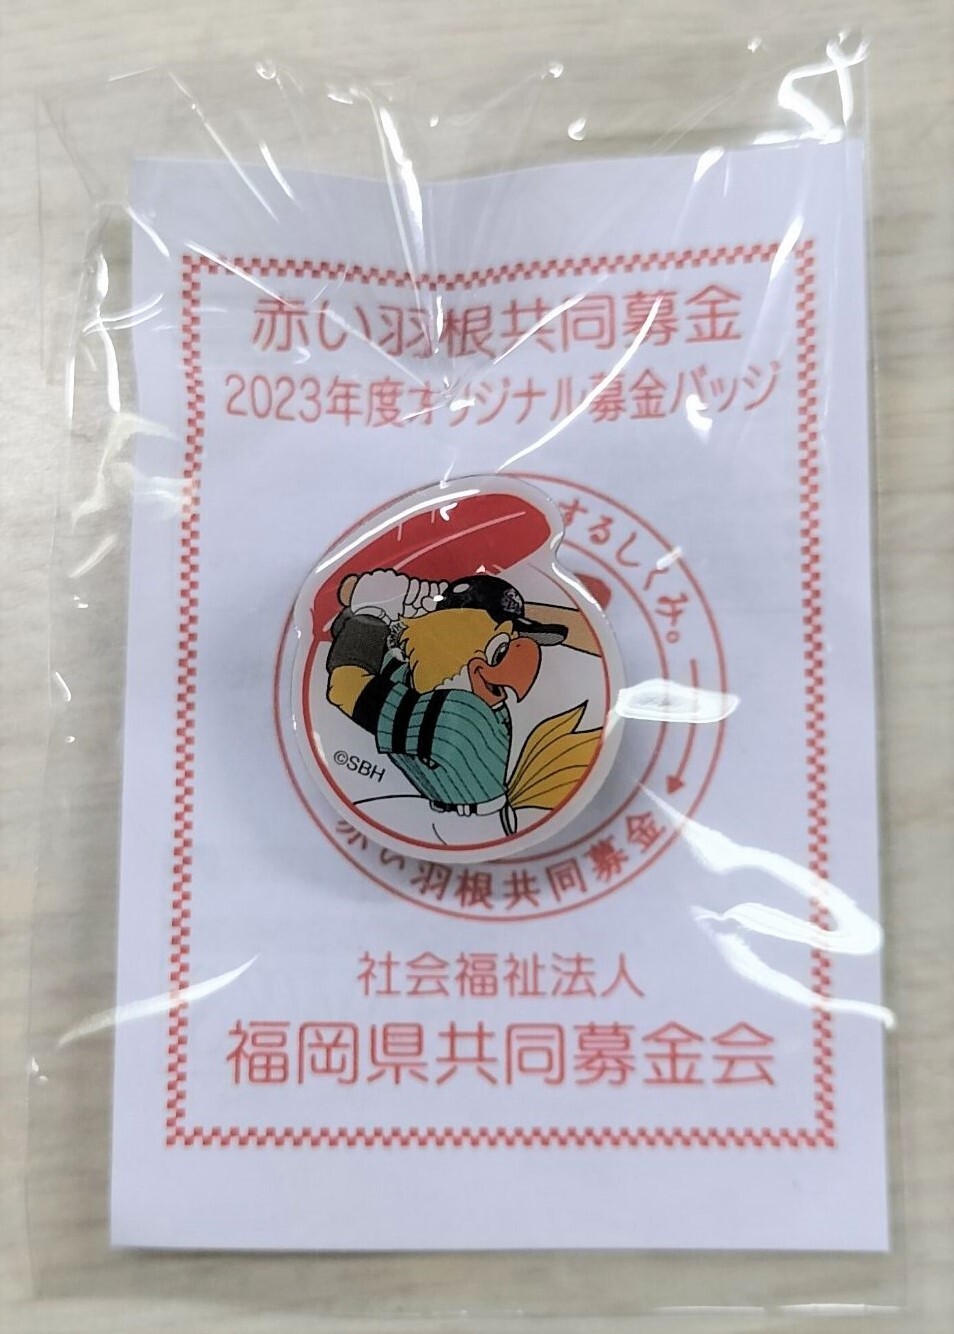 赤い羽根共同募金
2023年度オリジナル募金バッジ
するしくみ。
©SBH
赤い羽根共同募金
社会福祉法人
福岡県共同募金会